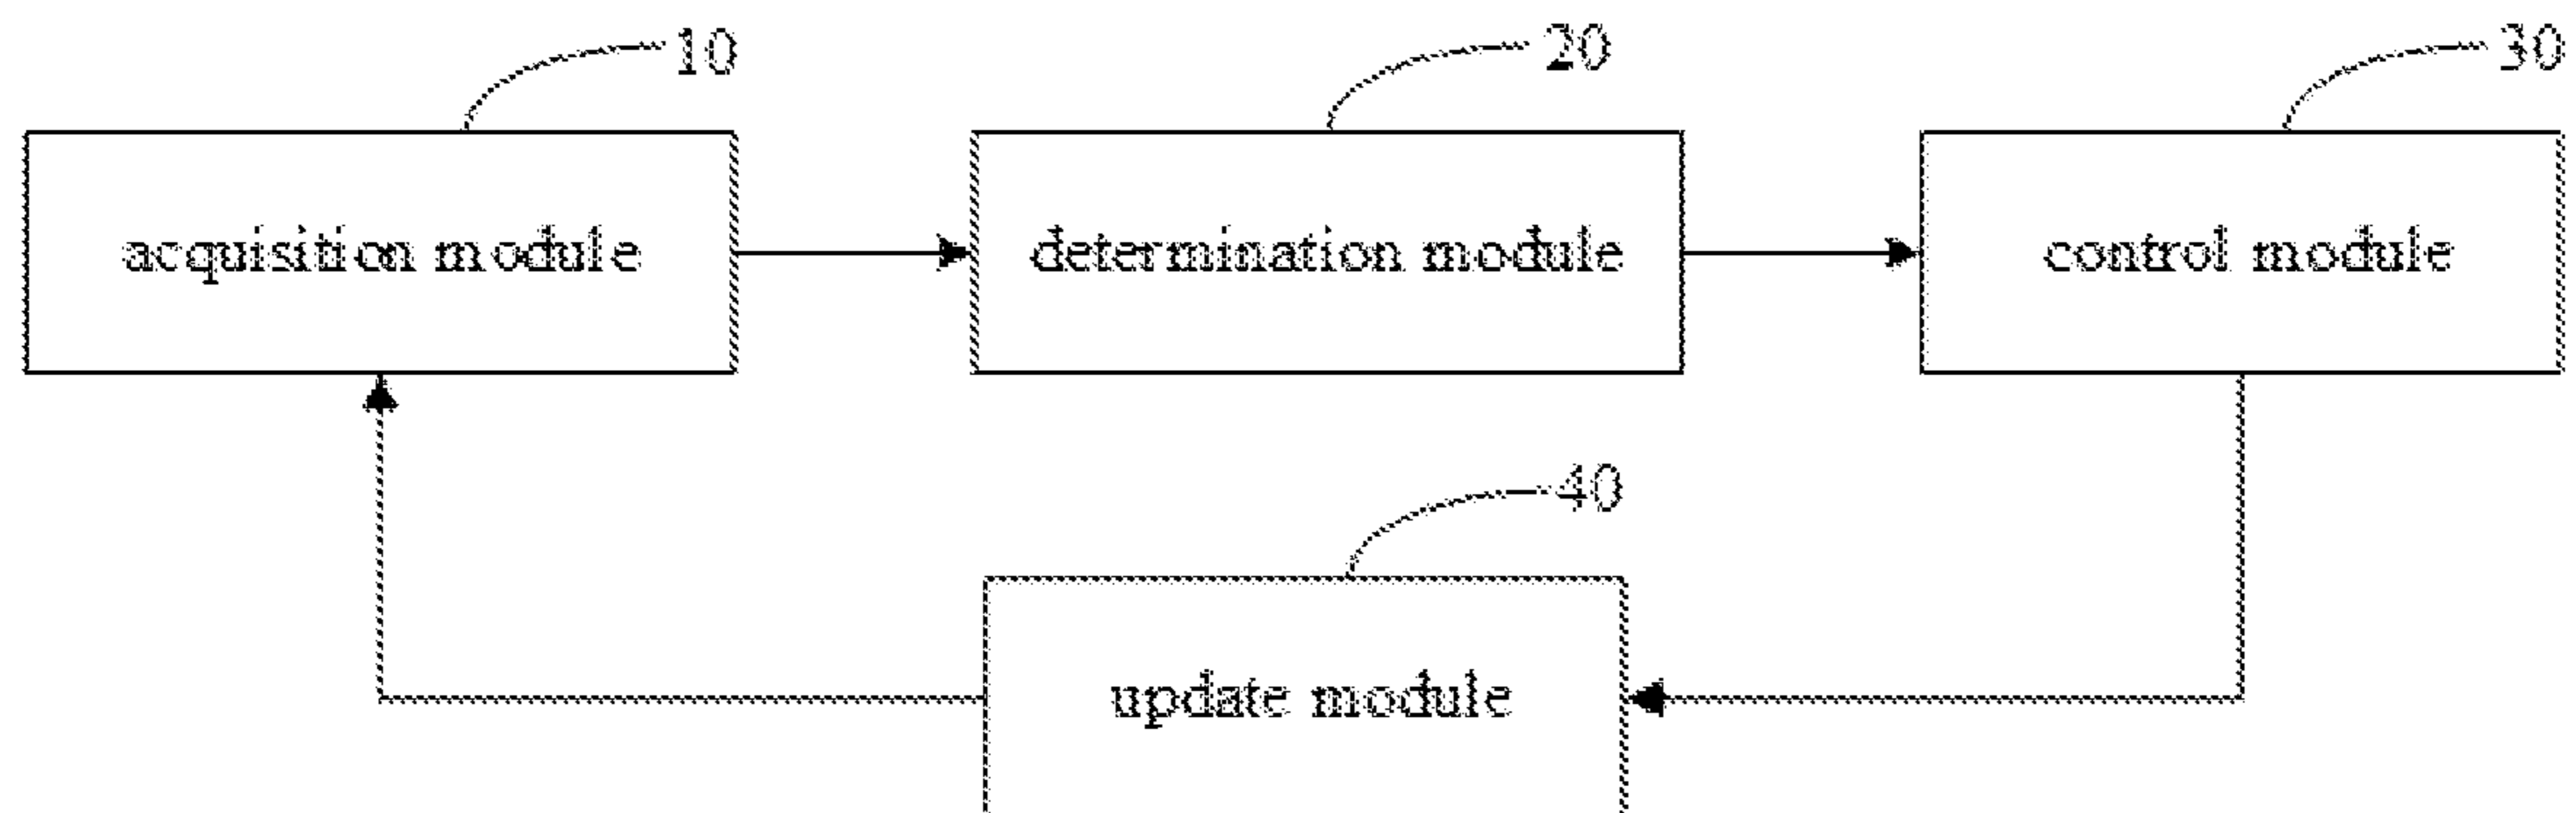 10
20
30
acquisition module
determination module
control module
40
update module